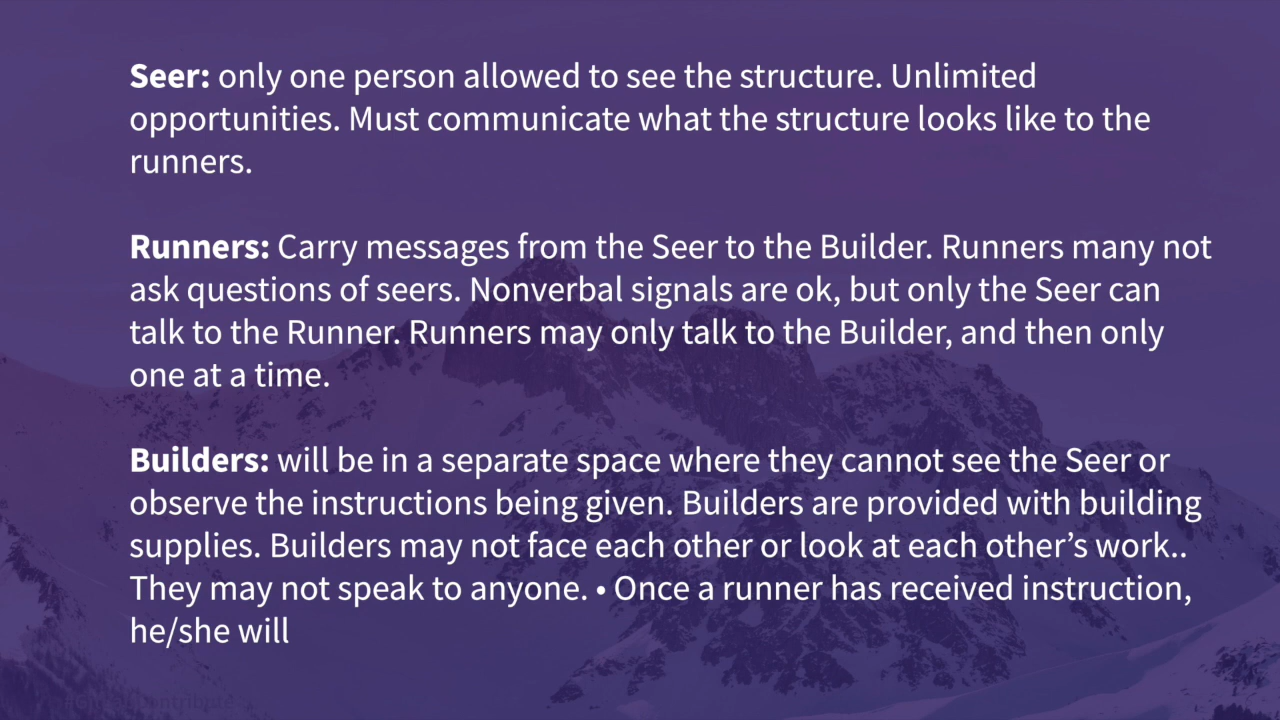 Seer: only one person allowed to see the structure. Unlimited
opportunities. Must communicate what the structure looks like to the
runners.
Runners: Carry messages from the Seer to the Builder. Runners many not
ask questions of seers. Nonverbal signals are ok, but only the Seer can
talk to the Runner. Runners may only talk to the Builder, and then only
one at a time.
Builders: will be in a separate space where they cannot see the Seer or
observe the instructions being given. Builders are provided with building
supplies. Builders may not face each other or look at each other’s work..
They may not speak to anyone. • Once a runner has received instruction,
he/she will